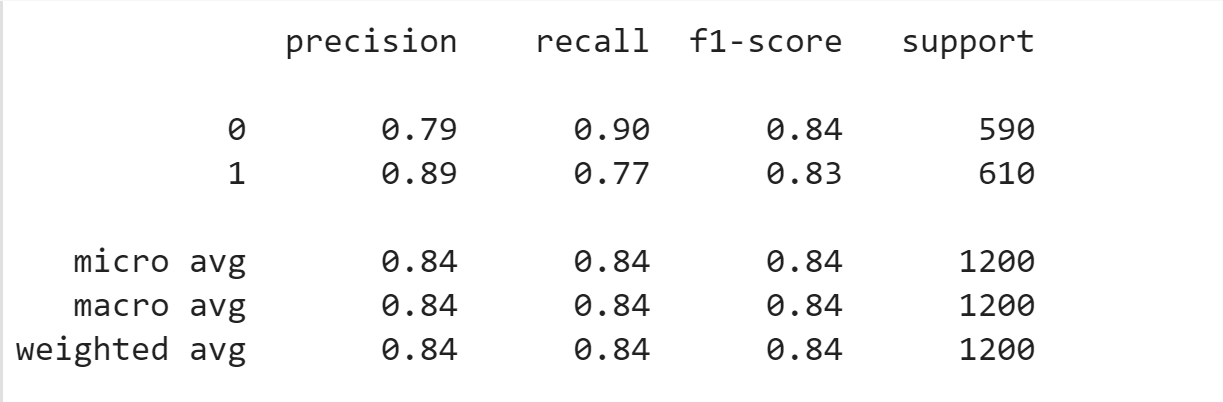 precision recall f1-score support
0 0.79 0.90 0.84 590
1 0.89 0.77 0.83 610
micro avg 0.84 0.84 0.84 1200
macro avg 0.84 0.84 0.84 1200
weighted avg 0.84 0.84 0.84 1200